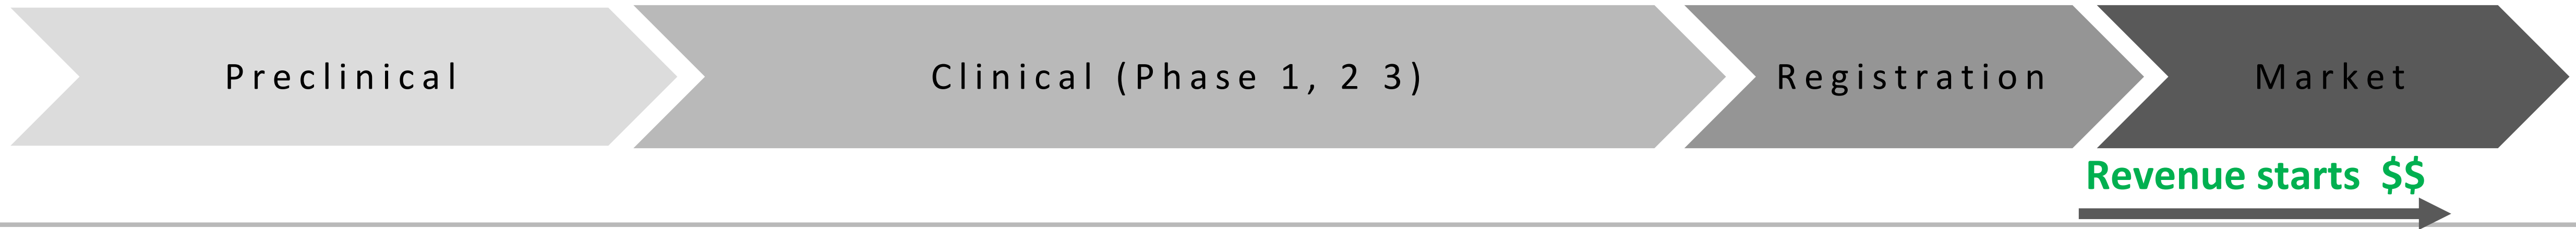 Preclinical
Clinical (Phase 1, 2 3)
Registration
Market
Revenue starts $$